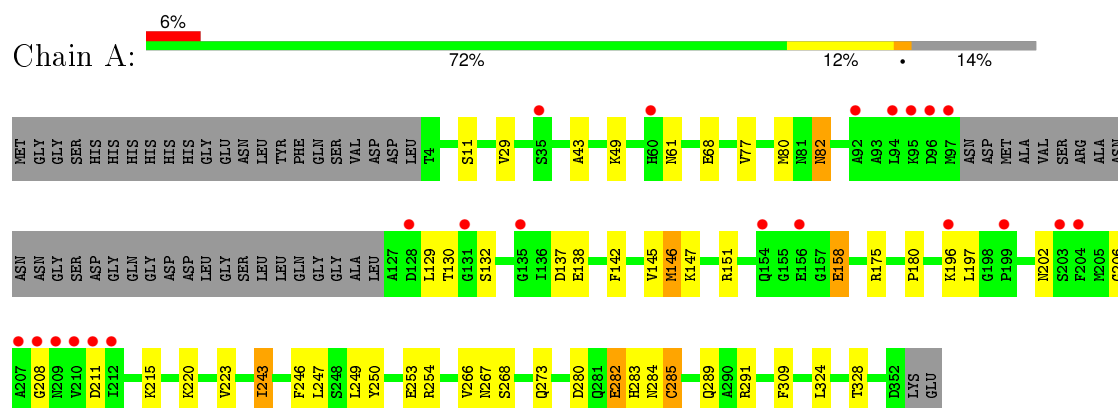 6%
Chain A:
72% 12% • 14%
MET GLY GLY SER HIS HIS HIS HIS HIS HIS GLY GLU ASN LEU TYR PHE GLN SER VAL ASP ASP LEU T4 S11 V29 S35 A43 K49 H60 N61 E68 V77 M80 N81 N82 A92 A93 L94 K95 D96 M97 ASN ASP MET ALA VAL SER ARG ALA ASN
ASN ASN GLY SER ASP GLY GLN GLY ASP ASP LEU GLY SER LEU LEU GLN GLY GLY ALA LEU A127 D128 L129 T130 G131 S132 G135 I136 D137 E138 F142 V145 M146 K147 R151 Q154 G155 E156 G157 E158 R175 P180 K196 L197 G198 P199 N202 S203 F204 M205 G206
A207 G208 N209 V210 D211 I212 K215 K220 V223 I243 F246 L247 S248 L249 Y250 E253 R254 V266 N267 S268 Q273 D280 Q281 E282 H283 N284 C285 Q289 A290 R291 F309 L324 T328 D352 LYS GLU